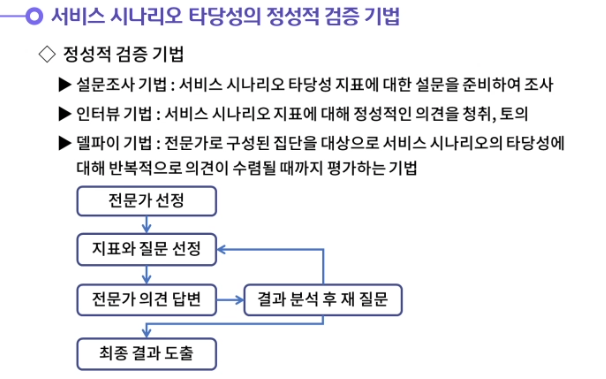 서비스 시나리오 타당성의 정성적 검증 기법
◇ 정성적 검증 기법
▶ 설문조사 기법 : 서비스 시나리오 타당성 지표에 대한 설문을 준비하여 조사
▶ 인터뷰 기법 : 서비스 시나리오 지표에 대해 정성적인 의견을 청취, 토의
▶ 델파이 기법 : 전문가로 구성된 집단을 대상으로 서비스 시나리오의 타당성에
대해 반복적으로 의견이 수렴될 때까지 평가하는 기법
전문가 선정
지표와 질문 선정
전문가 의견 답변
결과 분석 후 재 질문
최종 결과 도출